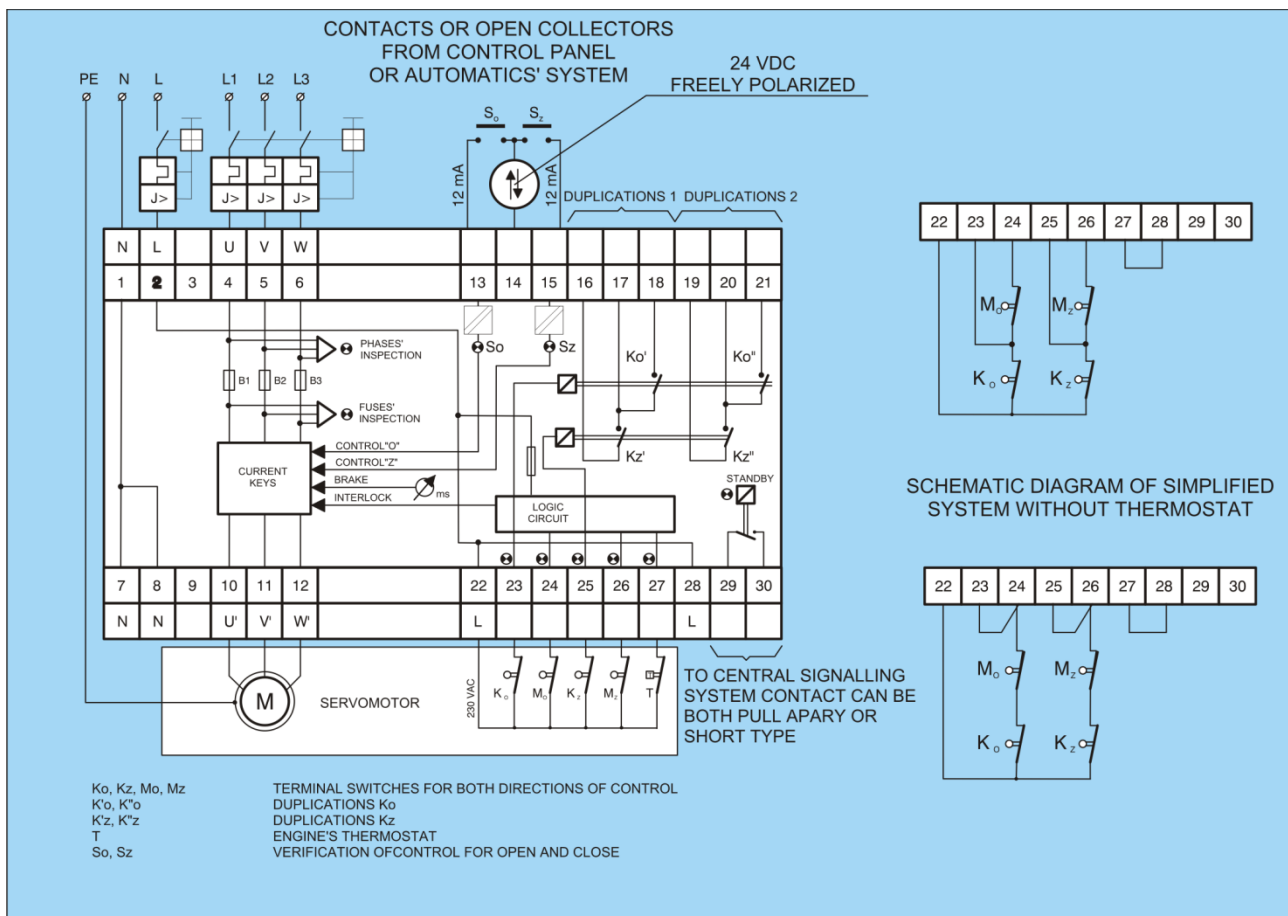 CONTACTS OR OPEN COLLECTORS
FROM CONTROL PANEL
OR AUTOMATICS' SYSTEM
24 VDC
FREELY POLARIZED
PE N L L1 L2 L3
So Sz
J> J> J> J>
12 mA 12 mA
DUPLICATIONS 1 DUPLICATIONS 2
N L U V W
1 2 3 4 5 6 13 14 15 16 17 18 19 20 21
PHASES'
INSPECTION
So Sz Ko' Ko"
B1 B2 B3
FUSES'
INSPECTION
CONTROL"O"
CONTROL"Z"
BRAKE
INTERLOCK
ms
CURRENT
KEYS
Kz' Kz"
STANDBY
LOGIC
CIRCUIT
7 8 9 10 11 12 22 23 24 25 26 27 28 29 30
N N U' V' W' L L
M
SERVOMOTOR
230 VAC
Ko Mo Kz Mz T
TO CENTRAL SIGNALLING
SYSTEM CONTACT CAN BE
BOTH PULL APARY OR
SHORT TYPE
22 23 24 25 26 27 28 29 30
Mo Mz
Ko Kz
SCHEMATIC DIAGRAM OF SIMPLIFIED
SYSTEM WITHOUT THERMOSTAT
22 23 24 25 26 27 28 29 30
Mo Mz
Ko Kz
Ko, Kz, Mo, Mz TERMINAL SWITCHES FOR BOTH DIRECTIONS OF CONTROL
K'o, K"o DUPLICATIONS Ko
K'z, K"z DUPLICATIONS Kz
T ENGINE'S THERMOSTAT
So, Sz VERIFICATION OFCONTROL FOR OPEN AND CLOSE